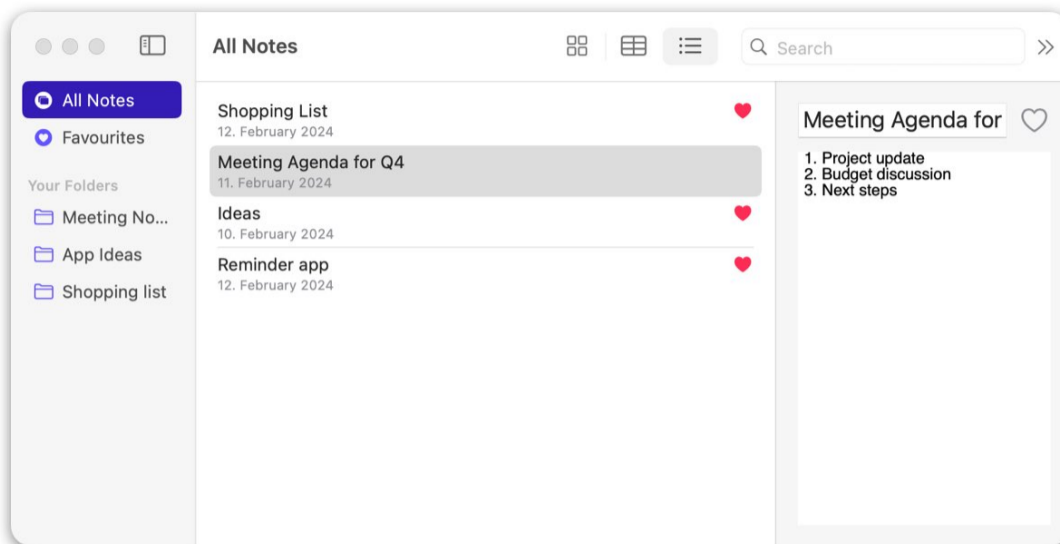 All Notes
Favourites
Your Folders
Meeting No...
App Ideas
Shopping list
All Notes
Search
Shopping List
12. February 2024
Meeting Agenda for Q4
11. February 2024
Ideas
10. February 2024
Reminder app
12. February 2024
Meeting Agenda for
1. Project update
2. Budget discussion
3. Next steps